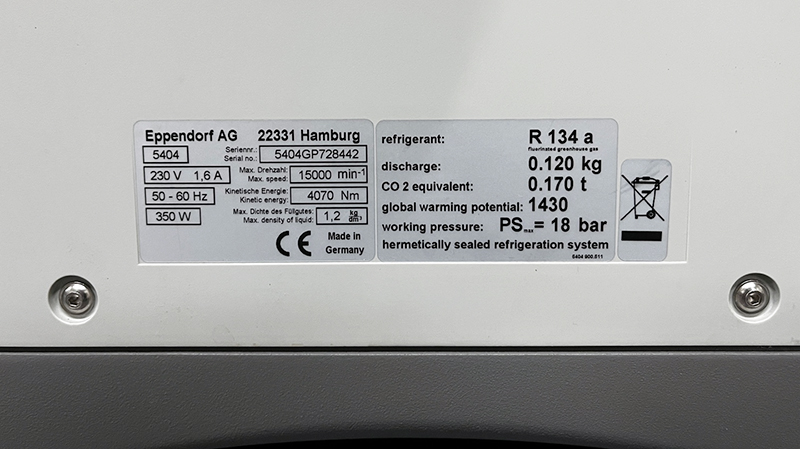 Eppendorf AG 22331 Hamburg
5404 Seriennr.: Serial no.: 5404GP728442
230 V 1,6 A Max. Drehzahl: Max. speed: 15000 min-1
50 - 60 Hz Kinetische Energie: Kinetic energy: 4070 Nm
350 W Max. Dichte des Füllgutes: Max. density of liquid: 1,2 kg/dm³
CE Made in
Germany
refrigerant: R 134 a
fluorinated greenhouse gas
discharge: 0.120 kg
CO 2 equivalent: 0.170 t
global warming potential: 1430
working pressure: PSmax= 18 bar
hermetically sealed refrigeration system
5404 900.511